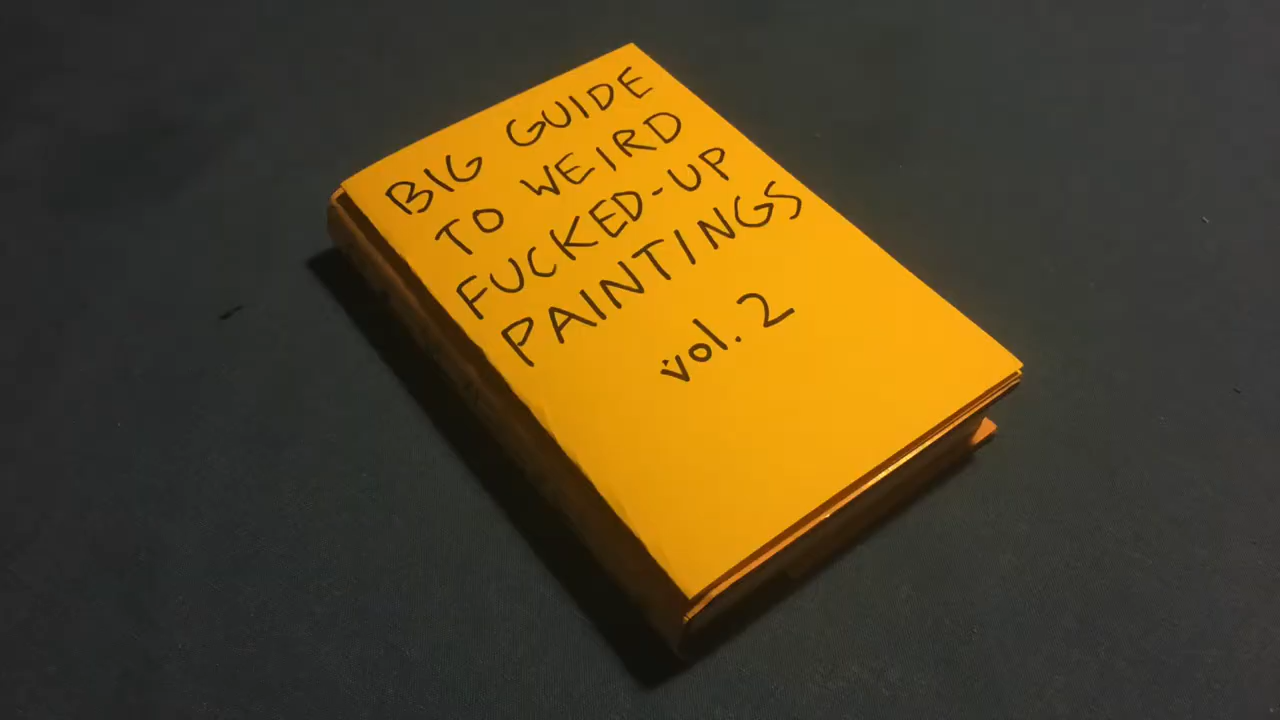 BIG GUIDE
TO WEIRD
FUCKED-UP
PAINTINGS
vol. 2